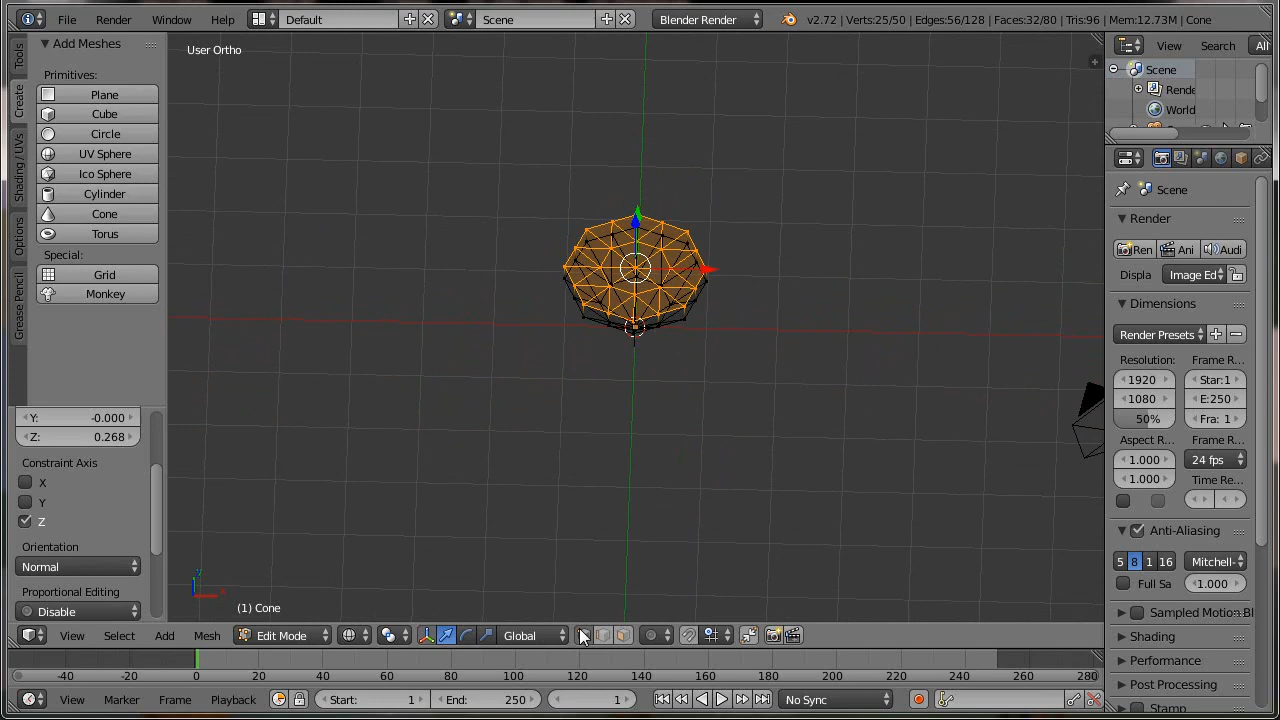 File Render Window Help Default Scene Blender Render v2.72 | Verts:25/50 | Edges:56/128 | Faces:32/80 | Tris:96 | Mem:12.73M | Cone
Add Meshes
User Ortho
View Search All
Tools
Create
Shading / UVs
Options
Grease Pencil
Primitives:
Plane
Cube
Circle
UV Sphere
Ico Sphere
Cylinder
Cone
Torus
Special:
Grid
Monkey
Y: -0.000
Z: 0.268
Constraint Axis
X
Y
Z
Orientation
Normal
Proportional Editing
Disable
(1) Cone
Scene
Rende
World
Scene
Render
Ren Ani Audi
Displa Image Ed
Dimensions
Render Presets
Resolution: Frame R...
1920 Star:1
1080 E:250
50% Fra: 1
Aspect R... Frame R...
1.000 24 fps
1.000 Time Re...
Anti-Aliasing
5 8 1 16 Mitchell-
Full Sa 1.000
Sampled Motion Bl
Shading
Performance
Post Processing
Stamp
View Select Add Mesh Edit Mode Global
-40 -20 0 20 40 60 80 100 120 140 160 180 200 220 240 260 280
View Marker Frame Playback Start: 1 End: 250 1 No Sync